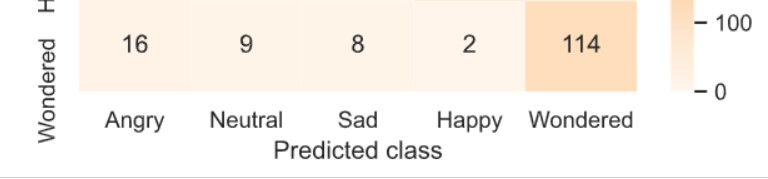 100
16 9 8 2 114
Wondered
0
Angry Neutral Sad Happy Wondered
Predicted class